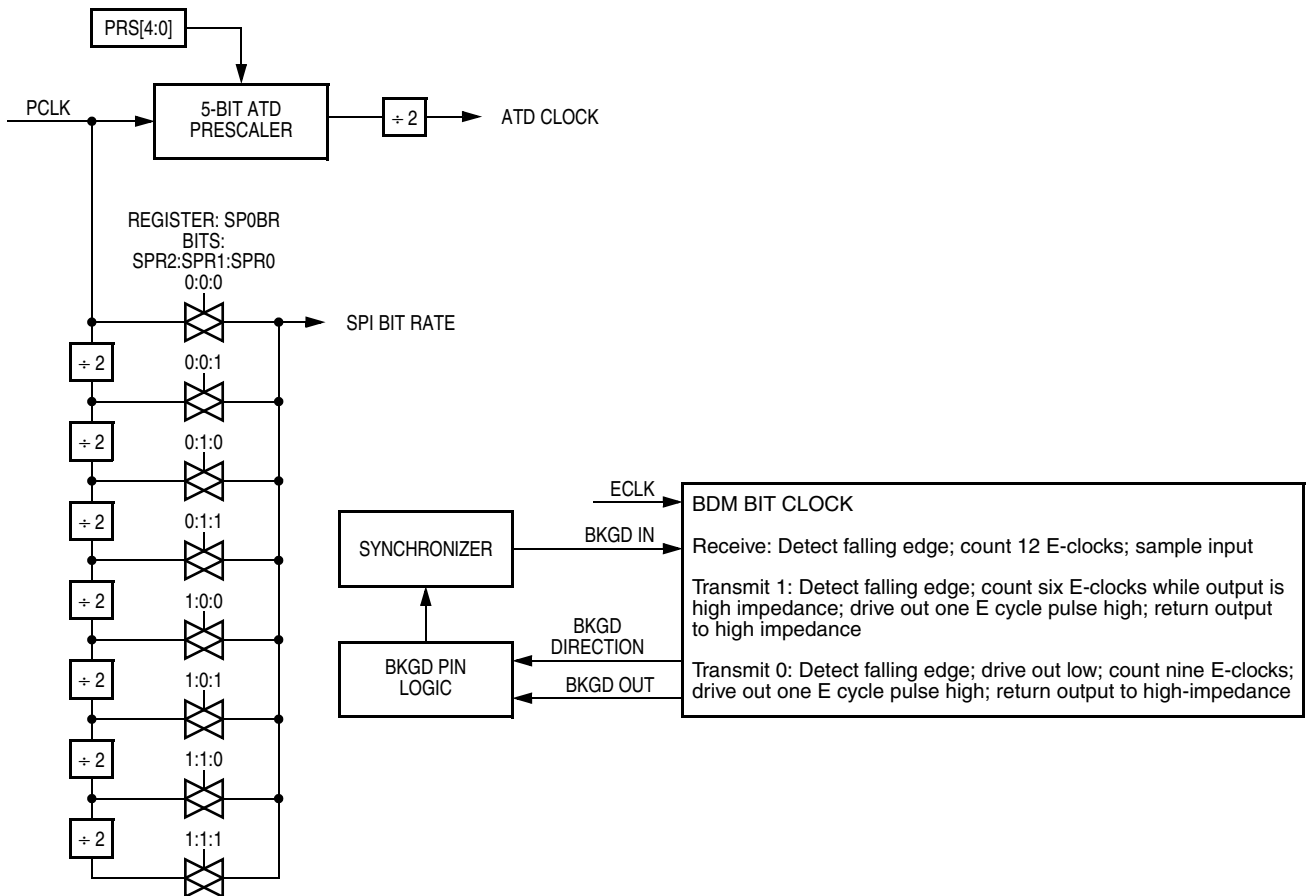 PRS[4:0]
PCLK
5-BIT ATD
PRESCALER
÷ 2
ATD CLOCK
REGISTER: SP0BR
BITS:
SPR2:SPR1:SPR0
0:0:0
SPI BIT RATE
÷ 2
0:0:1
÷ 2
0:1:0
÷ 2
0:1:1
÷ 2
1:0:0
÷ 2
1:0:1
÷ 2
1:1:0
÷ 2
1:1:1
SYNCHRONIZER
BKGD PIN
LOGIC
ECLK
BKGD IN
BKGD
DIRECTION
BKGD OUT
BDM BIT CLOCK
Receive: Detect falling edge; count 12 E-clocks; sample input
Transmit 1: Detect falling edge; count six E-clocks while output is
high impedance; drive out one E cycle pulse high; return output
to high impedance
Transmit 0: Detect falling edge; drive out low; count nine E-clocks;
drive out one E cycle pulse high; return output to high-impedance